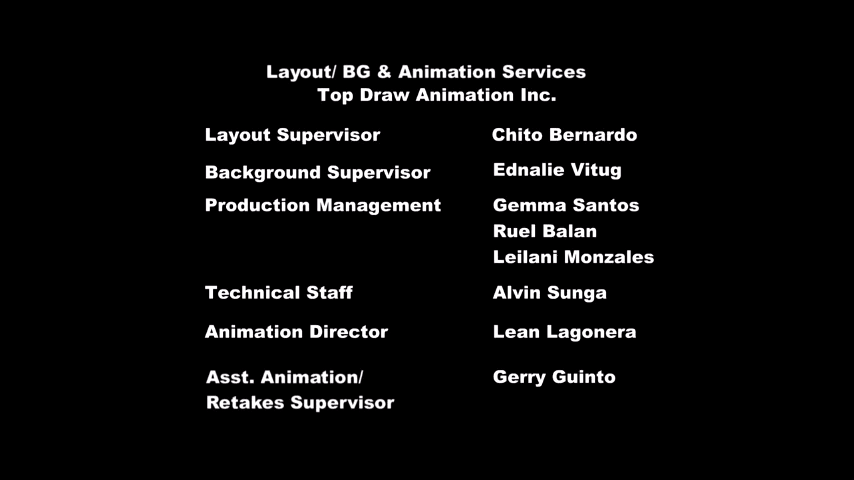 Layout/ BG & Animation Services
Top Draw Animation Inc.
Layout Supervisor Chito Bernardo
Background Supervisor Ednalie Vitug
Production Management Gemma Santos
Ruel Balan
Leilani Monzales
Technical Staff Alvin Sunga
Animation Director Lean Lagonera
Asst. Animation/ Gerry Guinto
Retakes Supervisor